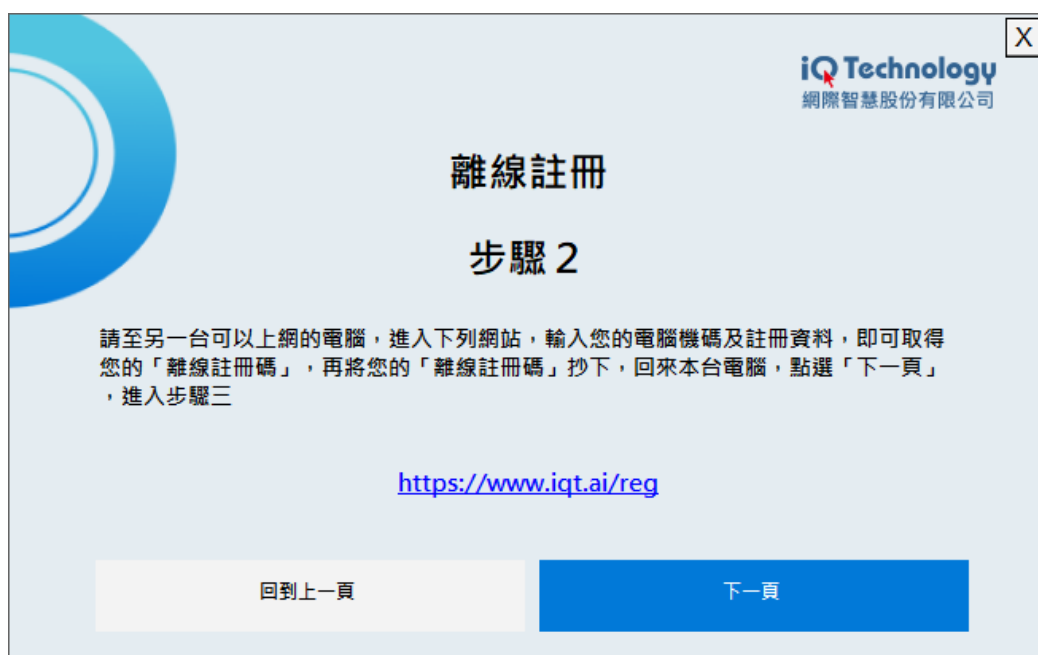 X
iQ Technology
網際智慧股份有限公司
離線註冊
步驟 2
請至另一台可以上網的電腦，進入下列網站，輸入您的電腦機碼及註冊資料，即可取得
您的「離線註冊碼」，再將您的「離線註冊碼」抄下，回來本台電腦，點選「下一頁」
，進入步驟三
https://www.iqt.ai/reg
回到上一頁
下一頁